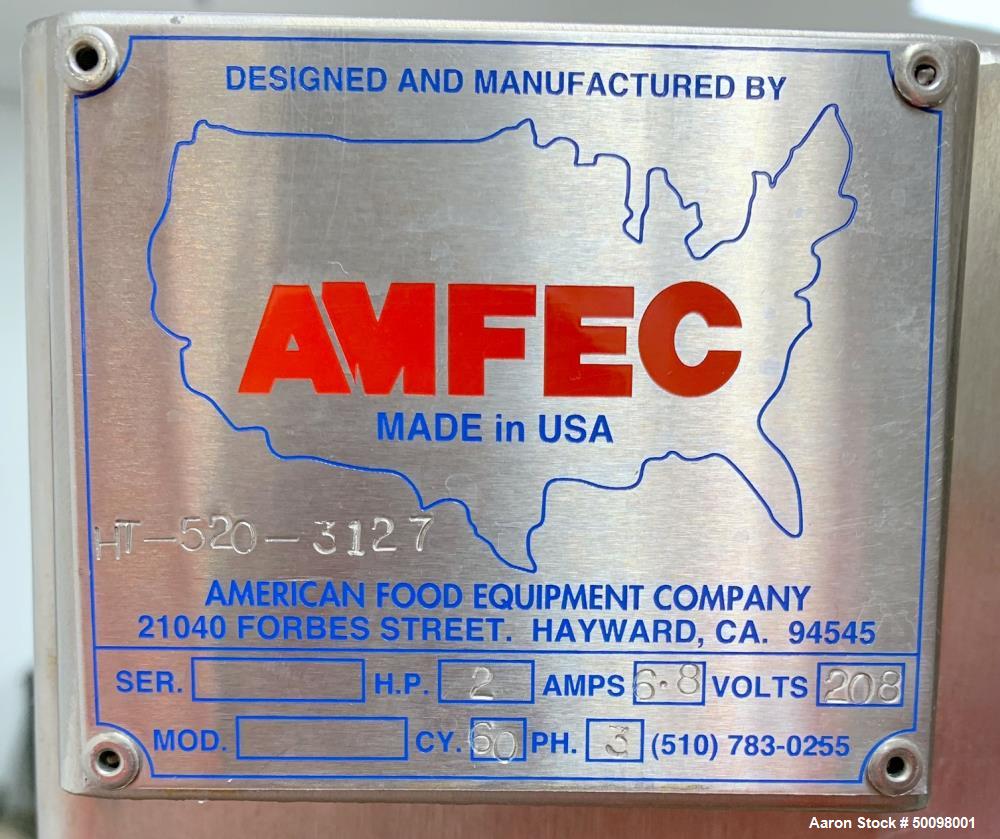 DESIGNED AND MANUFACTURED BY
AMFEC
MADE in USA
HT-520-3127
AMERICAN FOOD EQUIPMENT COMPANY
21040 FORBES STREET. HAYWARD, CA. 94545
SER. H.P. 2 AMPS 6.8 VOLTS 208
MOD. CY. 60 PH. 3 (510) 783-0255
Aaron Stock # 50098001